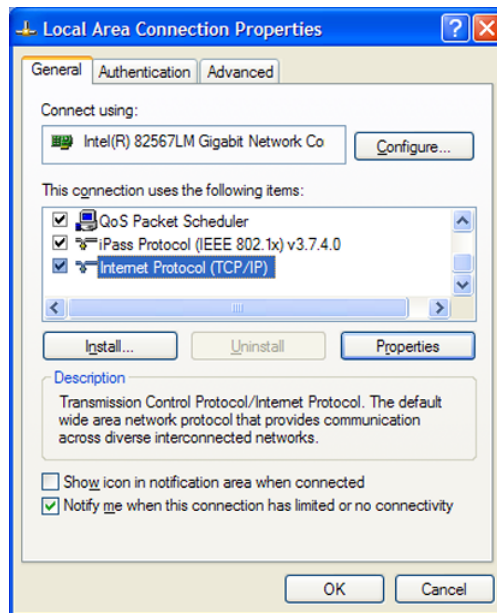 Local Area Connection Properties
General
Authentication
Advanced
Connect using:
Intel(R) 82567LM Gigabit Network Co
Configure...
This connection uses the following items:
QoS Packet Scheduler
iPass Protocol (IEEE 802.1x) v3.7.4.0
Internet Protocol (TCP/IP)
Install...
Uninstall
Properties
Description
Transmission Control Protocol/Internet Protocol. The default
wide area network protocol that provides communication
across diverse interconnected networks.
Show icon in notification area when connected
Notify me when this connection has limited or no connectivity
OK
Cancel